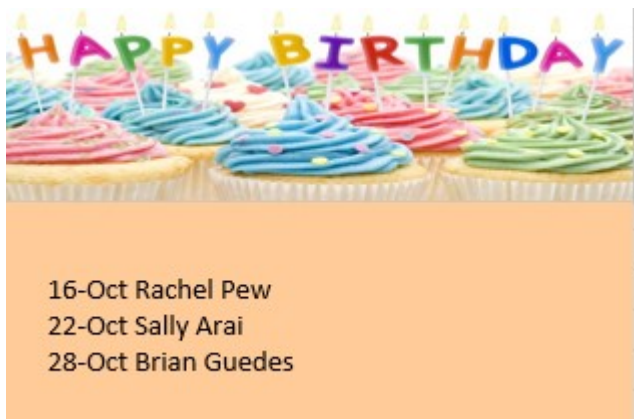 HAPPY BIRTHDAY
16-Oct Rachel Pew
22-Oct Sally Arai
28-Oct Brian Guedes